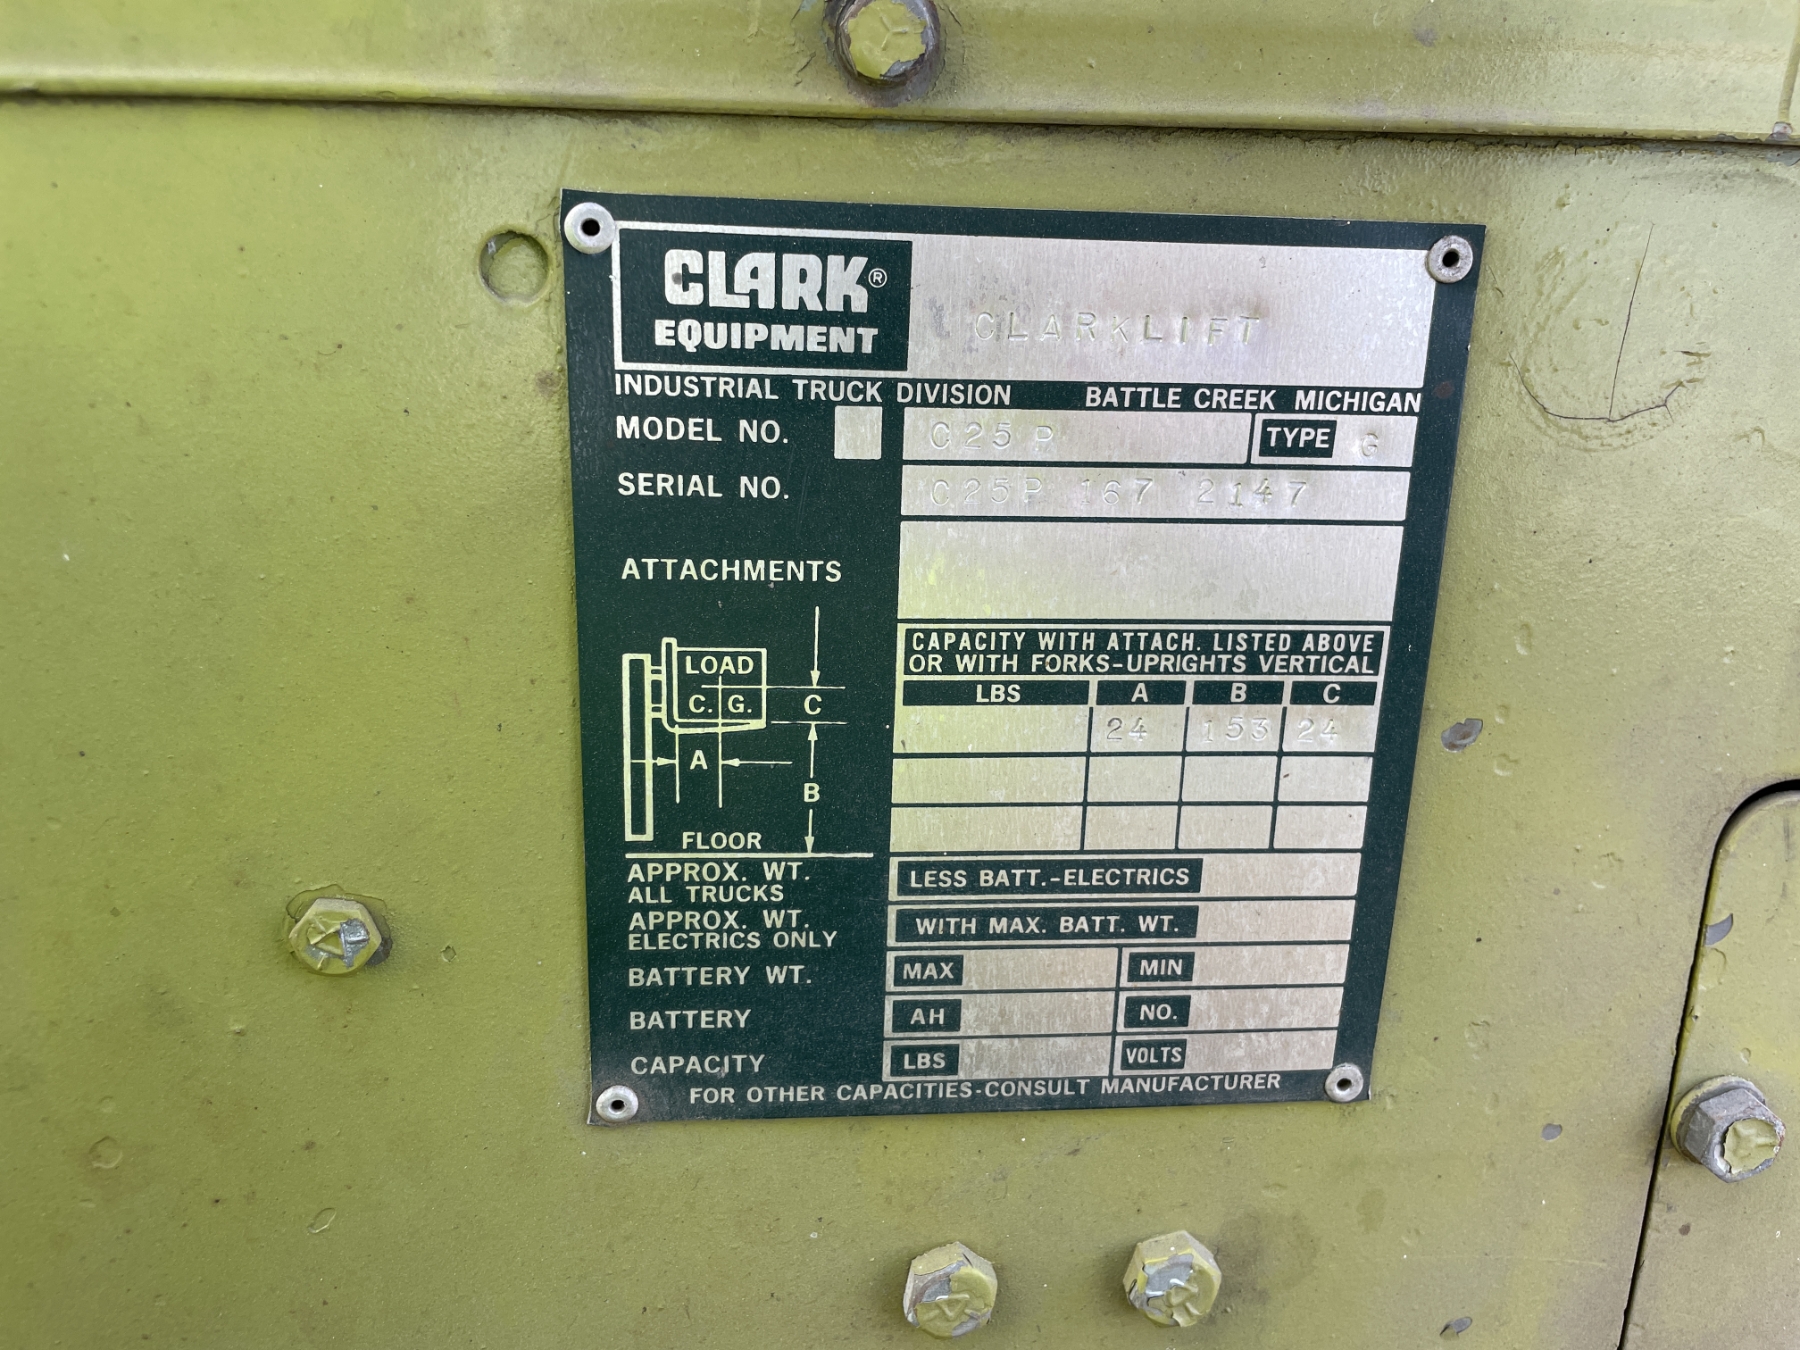 CLARK®
EQUIPMENT
CLARKLIFT
INDUSTRIAL TRUCK DIVISION BATTLE CREEK MICHIGAN
MODEL NO. C25P TYPE G
SERIAL NO. C25P 167 2147
ATTACHMENTS
CAPACITY WITH ATTACH. LISTED ABOVE
OR WITH FORKS-UPRIGHTS VERTICAL
LBS A B C
24 153 24
LOAD
C. G.
C
A
B
FLOOR
APPROX. WT.
ALL TRUCKS
LESS BATT.-ELECTRICS
APPROX. WT.
ELECTRICS ONLY
WITH MAX. BATT. WT.
BATTERY WT. MAX MIN
BATTERY AH NO.
CAPACITY LBS VOLTS
FOR OTHER CAPACITIES-CONSULT MANUFACTURER